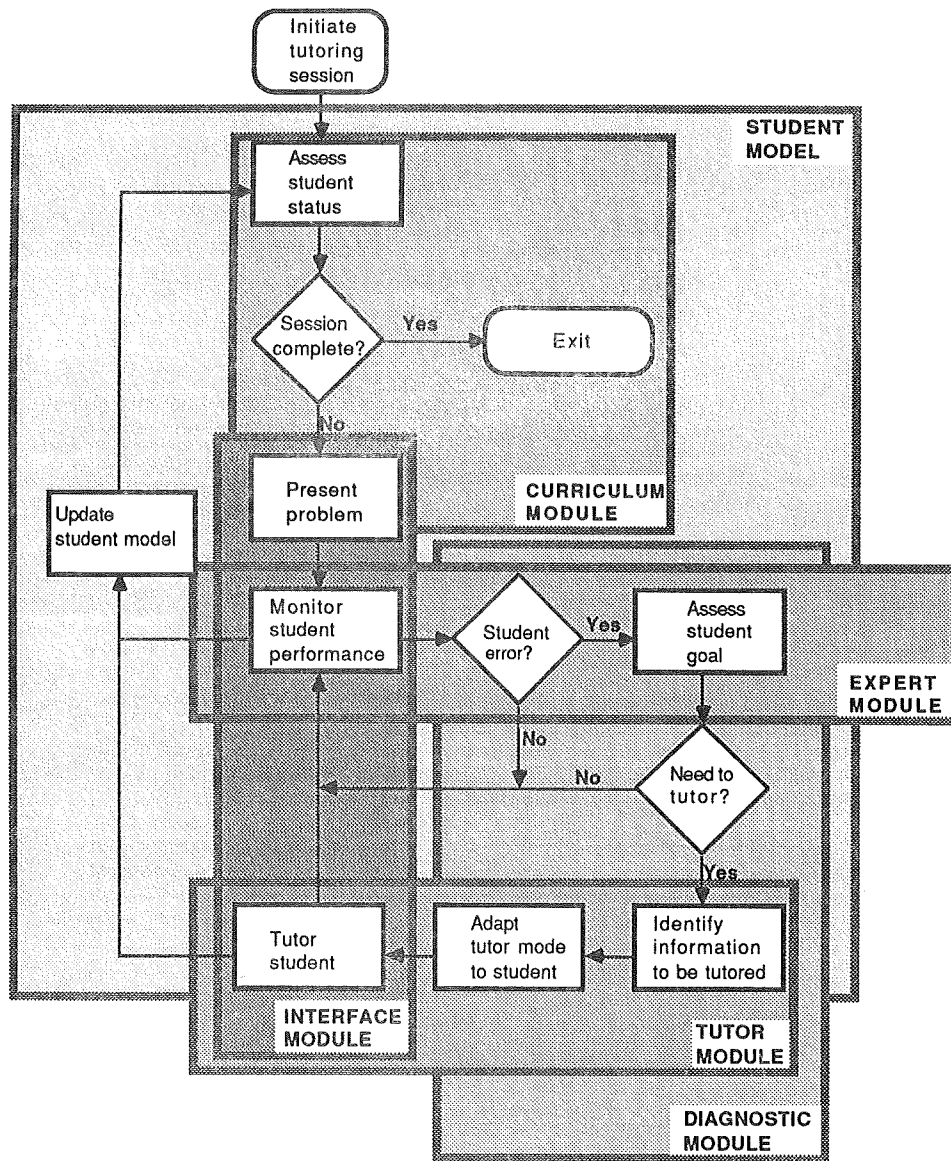 Initiate
tutoring
session
STUDENT
MODEL
Assess
student
status
Session
complete?
Yes
Exit
No
Present
problem
CURRICULUM
MODULE
Update
student model
Monitor
student
performance
Student
error?
Yes
Assess
student
goal
EXPERT
MODULE
No
No
Need to
tutor?
Yes
Tutor
student
Adapt
tutor mode
to student
Identify
information
to be tutored
INTERFACE
MODULE
TUTOR
MODULE
DIAGNOSTIC
MODULE